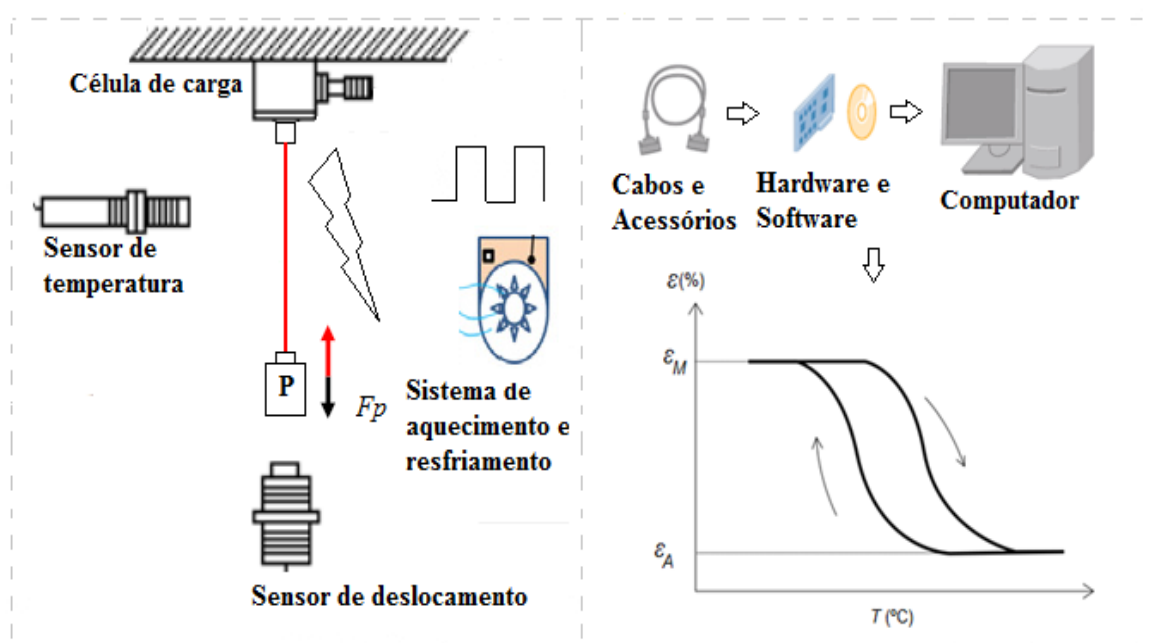 Célula de carga
Sensor de
temperatura
P
Fp
Sistema de
aquecimento e
resfriamento
Sensor de deslocamento
Cabos e
Acessórios
Hardware e
Software
Computador
ε(%)
εM
εA
T(ºC)